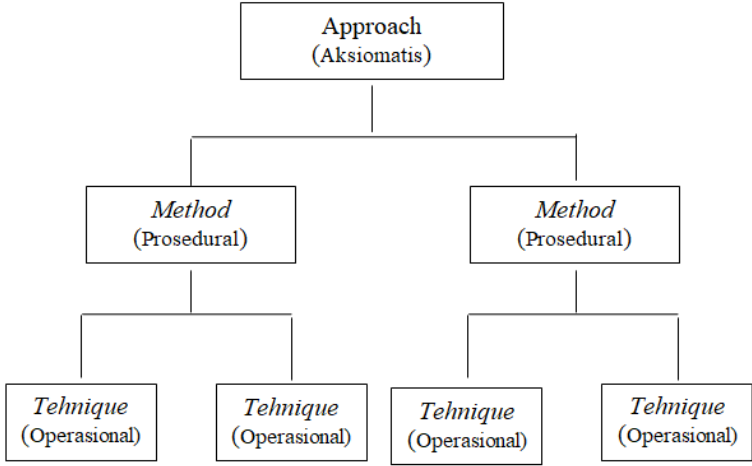 Approach
(Aksiomatis)
Method
(Prosedural)
Method
(Prosedural)
Tehnique
(Operasional)
Tehnique
(Operasional)
Tehnique
(Operasional)
Tehnique
(Operasional)